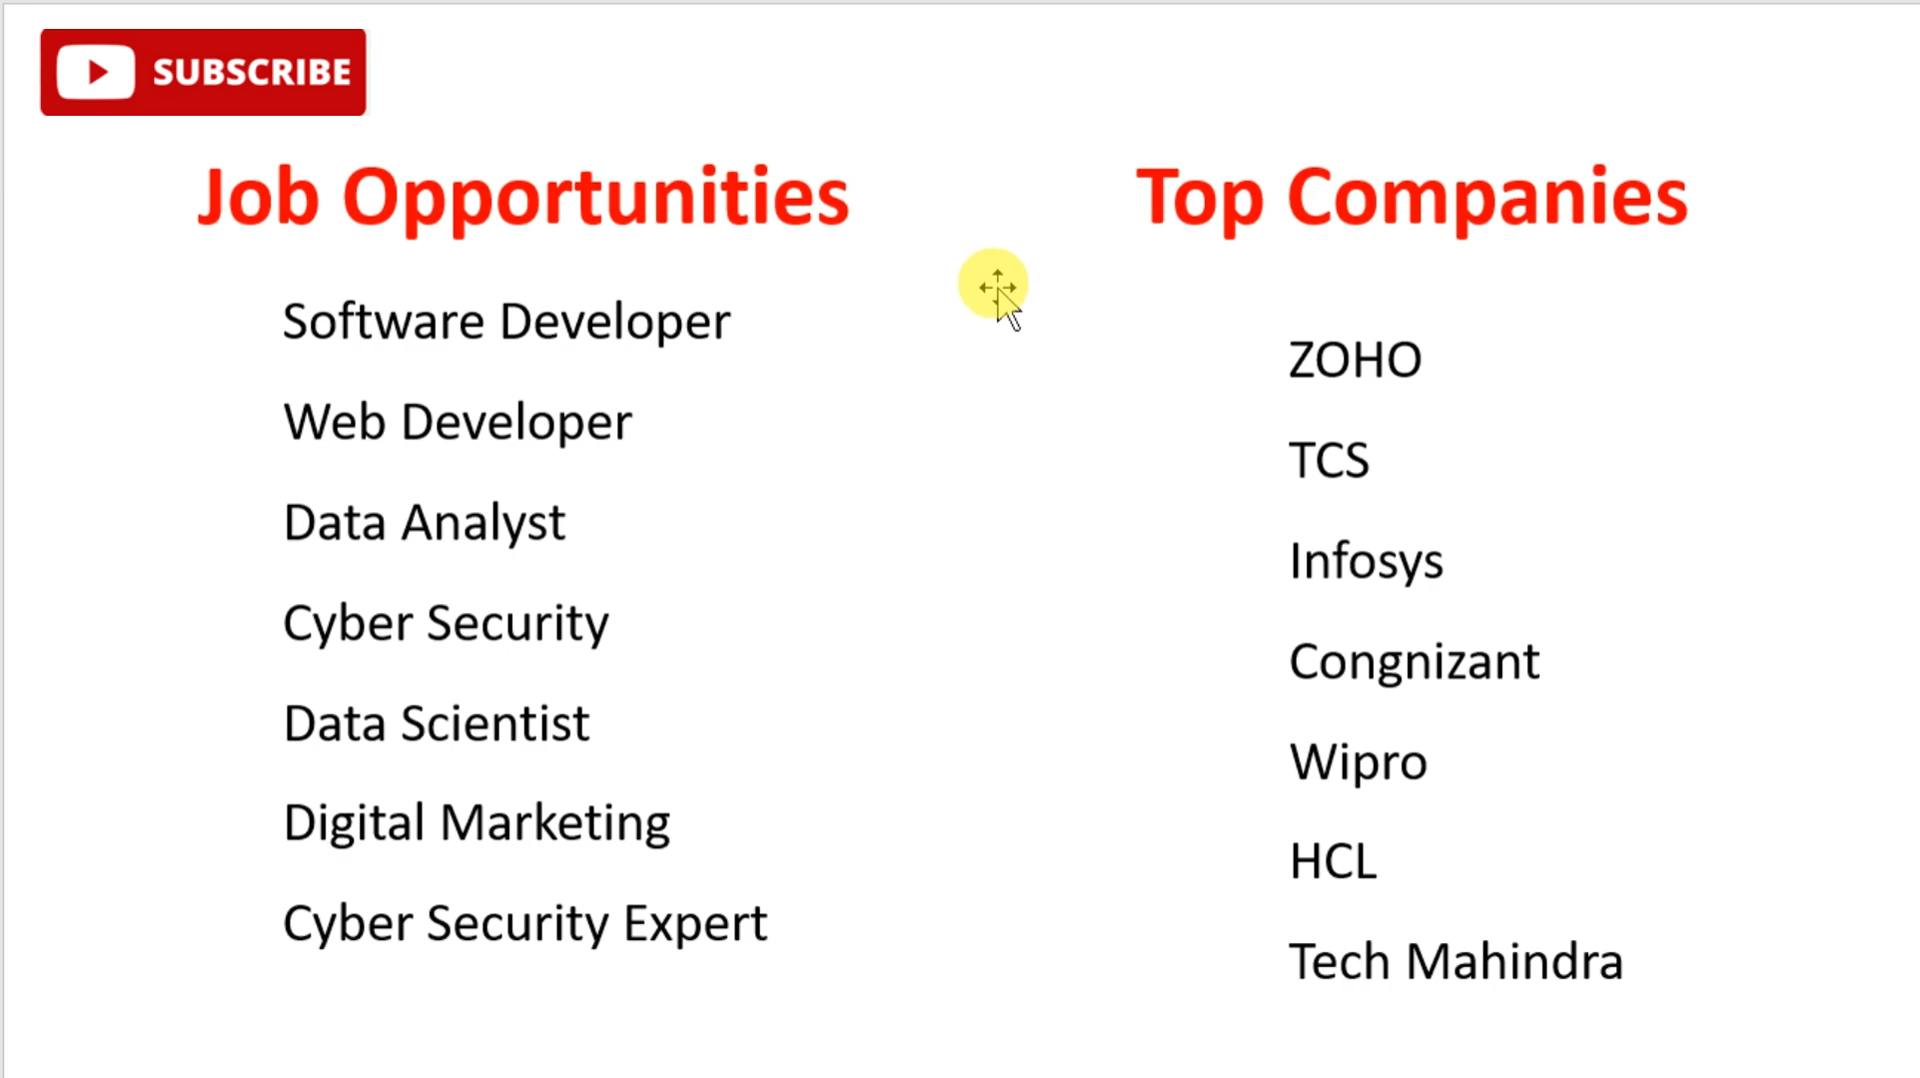 SUBSCRIBE
Job Opportunities
Software Developer
Web Developer
Data Analyst
Cyber Security
Data Scientist
Digital Marketing
Cyber Security Expert
Top Companies
ZOHO
TCS
Infosys
Congnizant
Wipro
HCL
Tech Mahindra